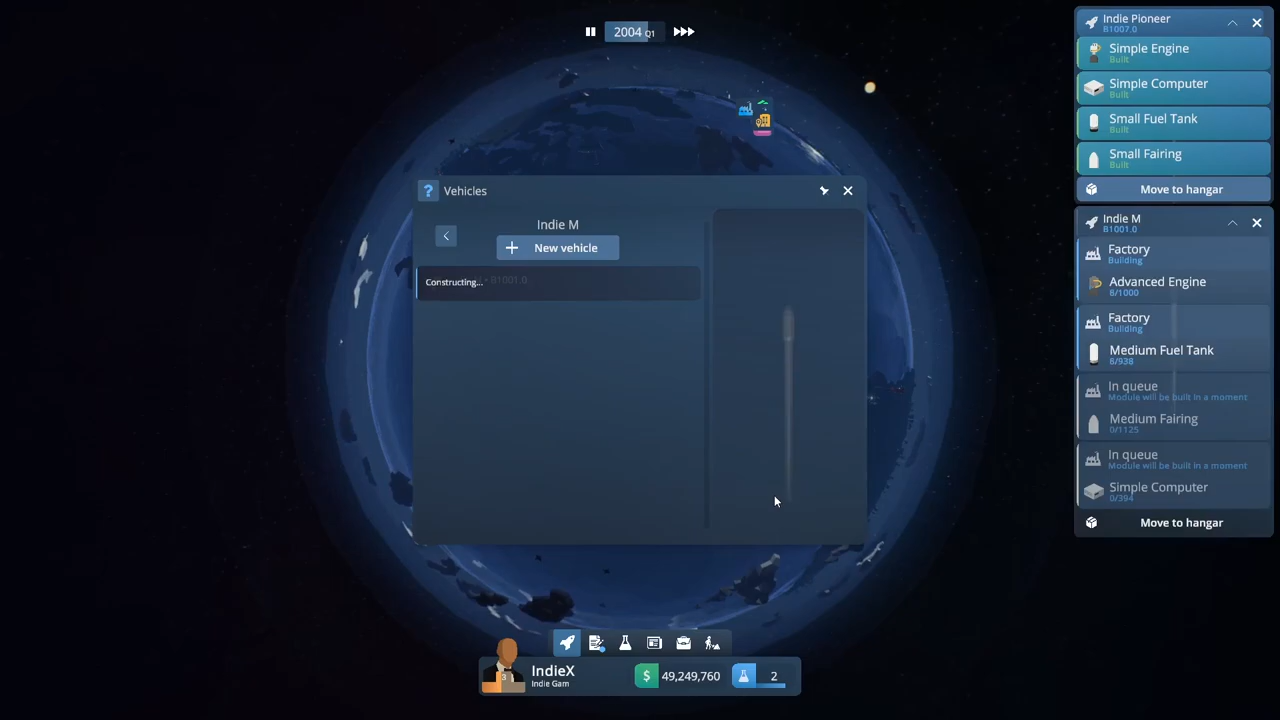 2004 Q1
Indie Pioneer
B1007.0
Simple Engine
Built
Simple Computer
Built
Small Fuel Tank
Built
Small Fairing
Built
Move to hangar
Vehicles
Indie M
New vehicle
Constructing...
B1001.0
Indie M
B1001.0
Factory
Building
Advanced Engine
6/1000
Factory
Building
Medium Fuel Tank
6/938
In queue
Module will be built in a moment
Medium Fairing
0/1125
In queue
Module will be built in a moment
Simple Computer
0/394
Move to hangar
IndieX
Indie Gam
$ 49,249,760
2